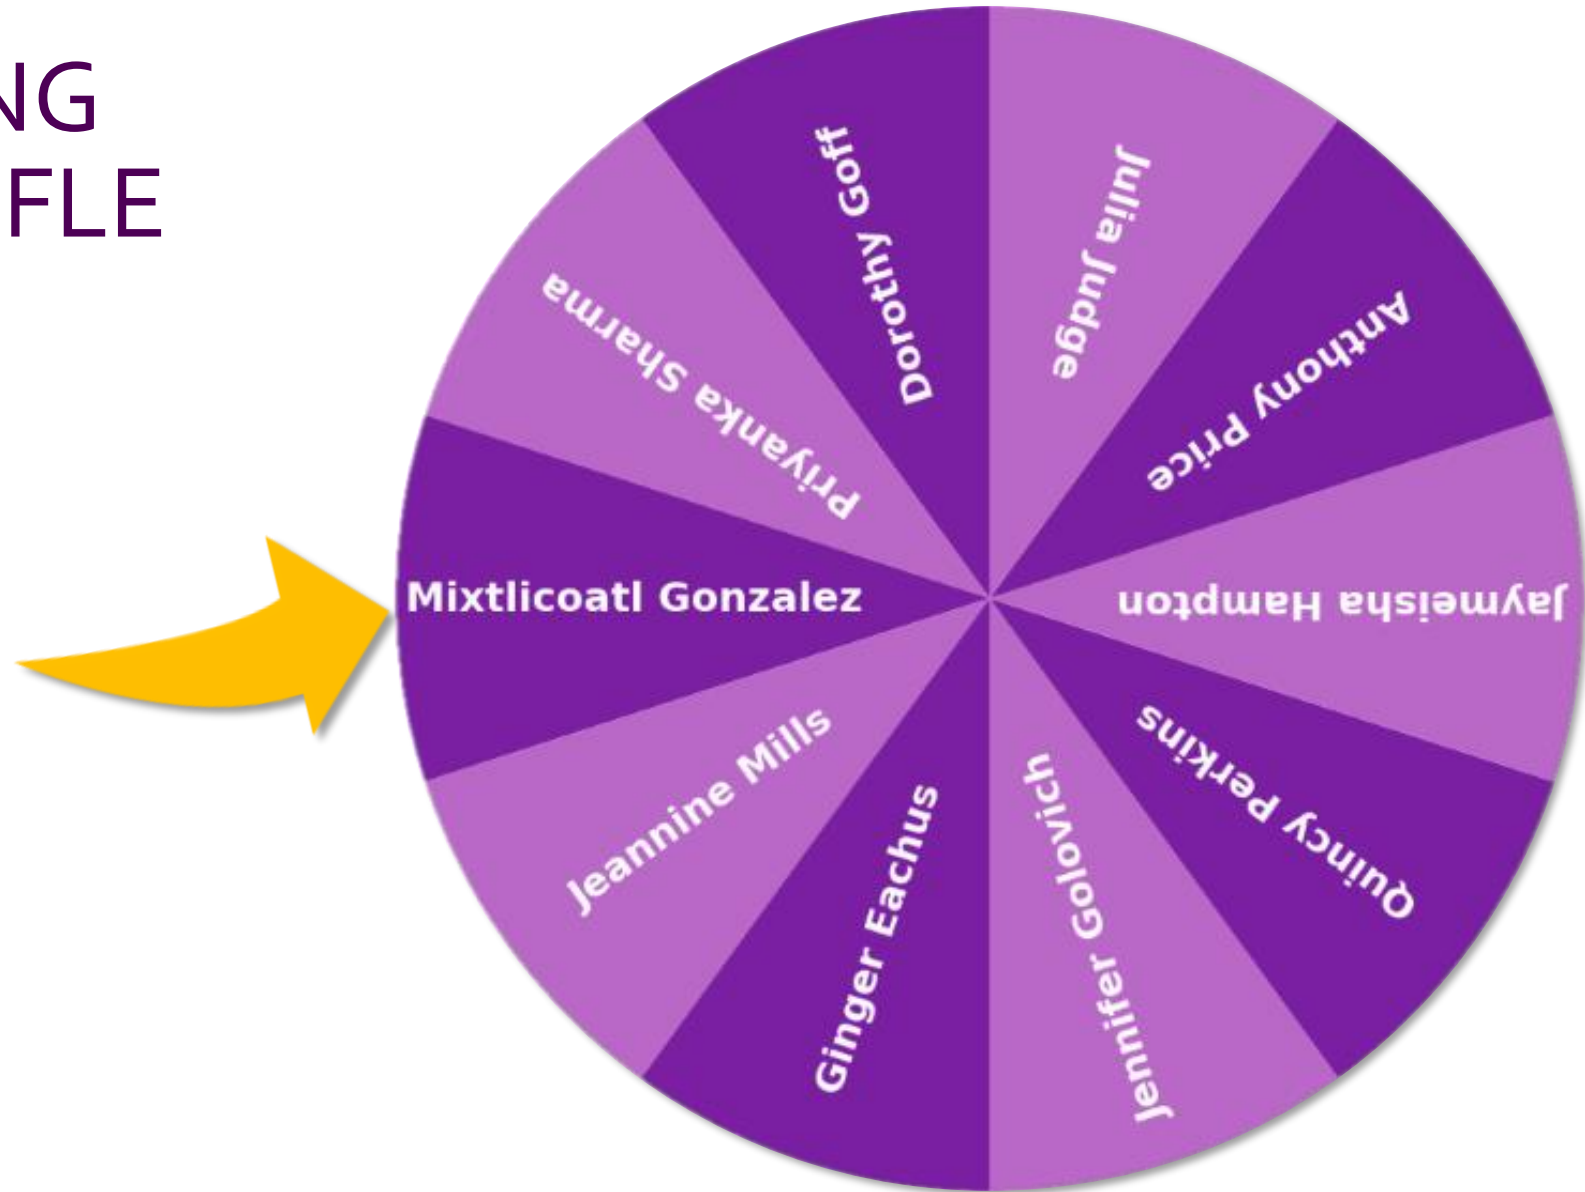 NG
FFLE
Dorothy Goff
Julia Judge
Anthony Price
Jaymeisha Hampton
Quincy Perkins
Jennifer Golovich
Ginger Eachus
Jeannine Mills
Mixtlicoatl Gonzalez
Priyanka Sharma